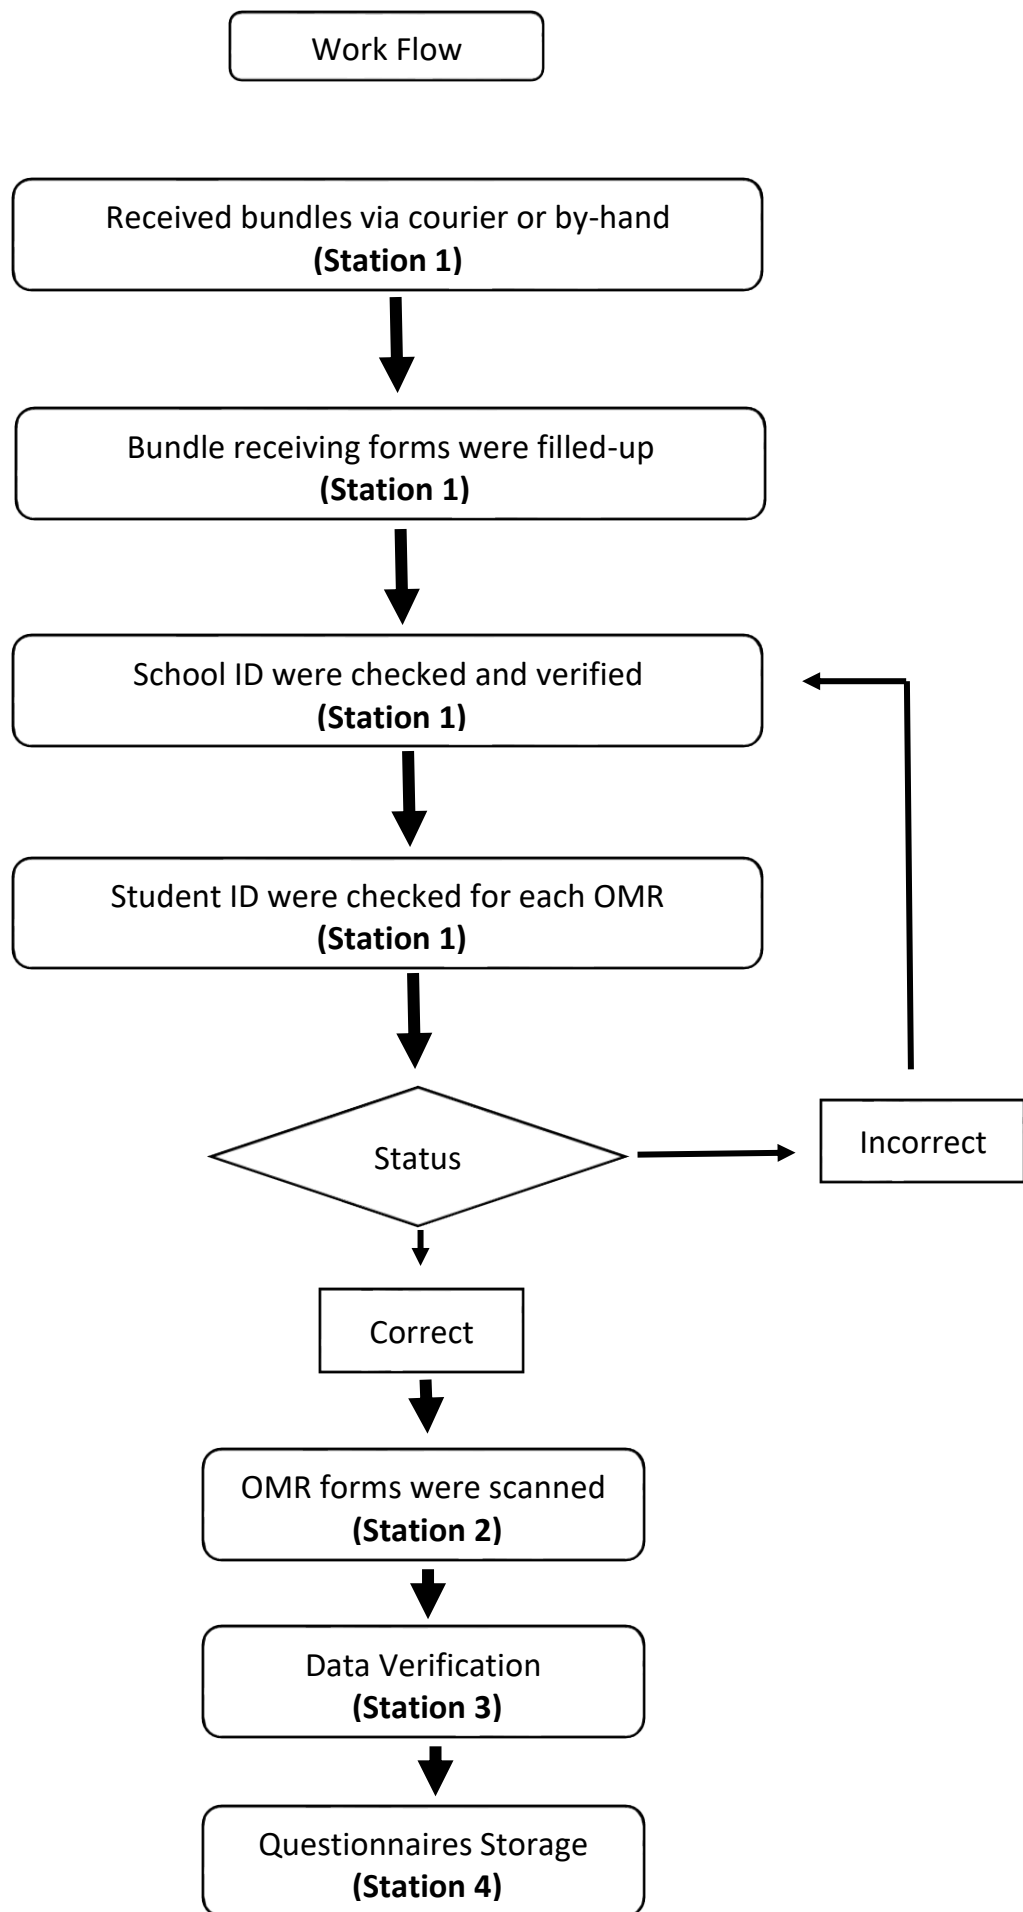 Work Flow
Received bundles via courier or by-hand
(Station 1)
Bundle receiving forms were filled-up
(Station 1)
School ID were checked and verified
(Station 1)
Student ID were checked for each OMR
(Station 1)
Status
Incorrect
Correct
OMR forms were scanned
(Station 2)
Data Verification
(Station 3)
Questionnaires Storage
(Station 4)